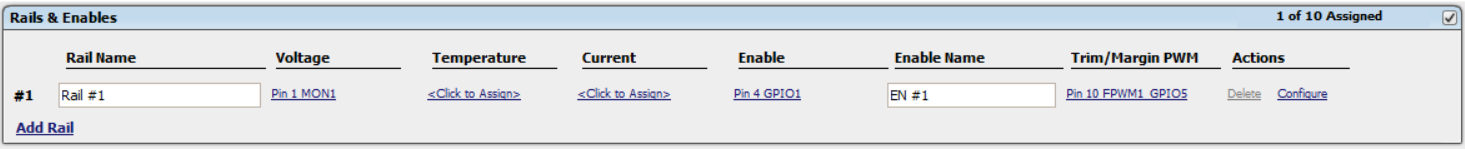 Rails & Enables 1 of 10 Assigned
Rail Name Voltage Temperature Current Enable Enable Name Trim/Margin PWM Actions
#1 Rail #1 Pin 1 MON1 <Click to Assign> <Click to Assign> Pin 4 GPIO1 EN #1 Pin 10 FPWM1_GPIO5 Delete Configure
Add Rail